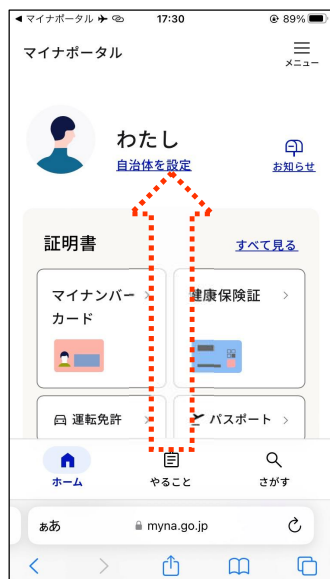 マイナポータル 17:30 89%
マイナポータル
メニュー
わたし
自治体を設定
お知らせ
証明書 すべて見る
マイナンバーカード
健康保険証
運転免許
パスポート
ホーム やること さがす
ぁあ myna.go.jp